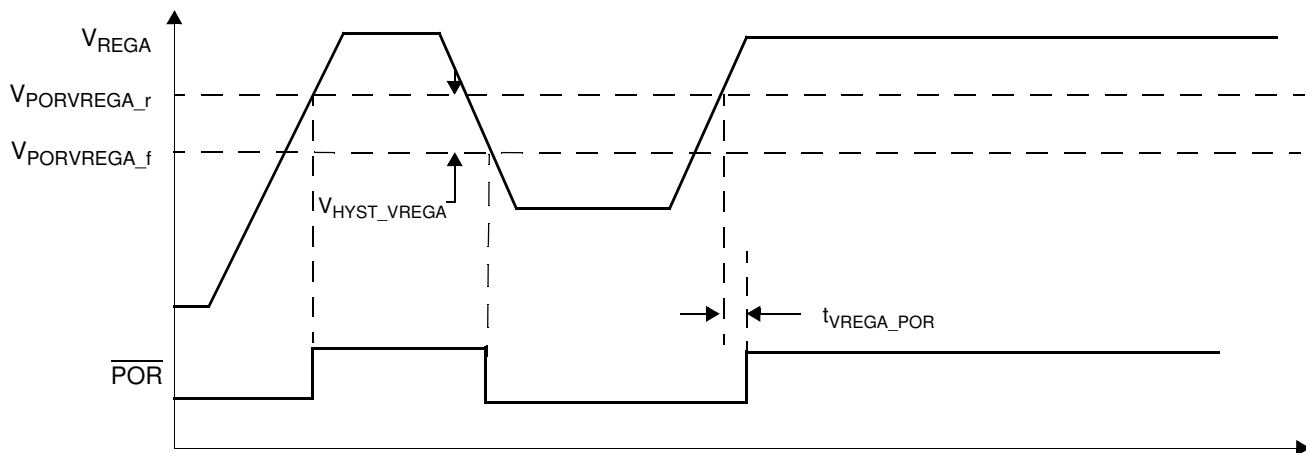 VREGA
VPORVREGA_r
VPORVREGA_f
VHYST_VREGA
tVREGA_POR
POR